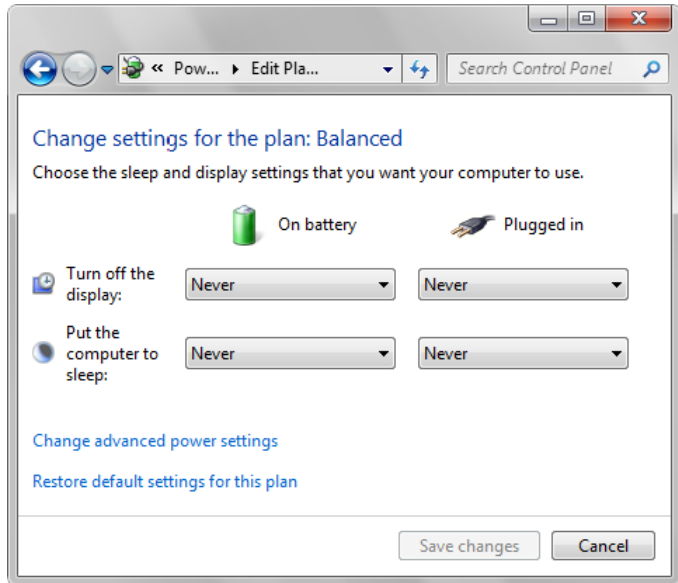 « Pow... Edit Pla... Search Control Panel
Change settings for the plan: Balanced
Choose the sleep and display settings that you want your computer to use.
On battery Plugged in
Turn off the
display:
Never Never
Put the
computer to
sleep:
Never Never
Change advanced power settings
Restore default settings for this plan
Save changes Cancel